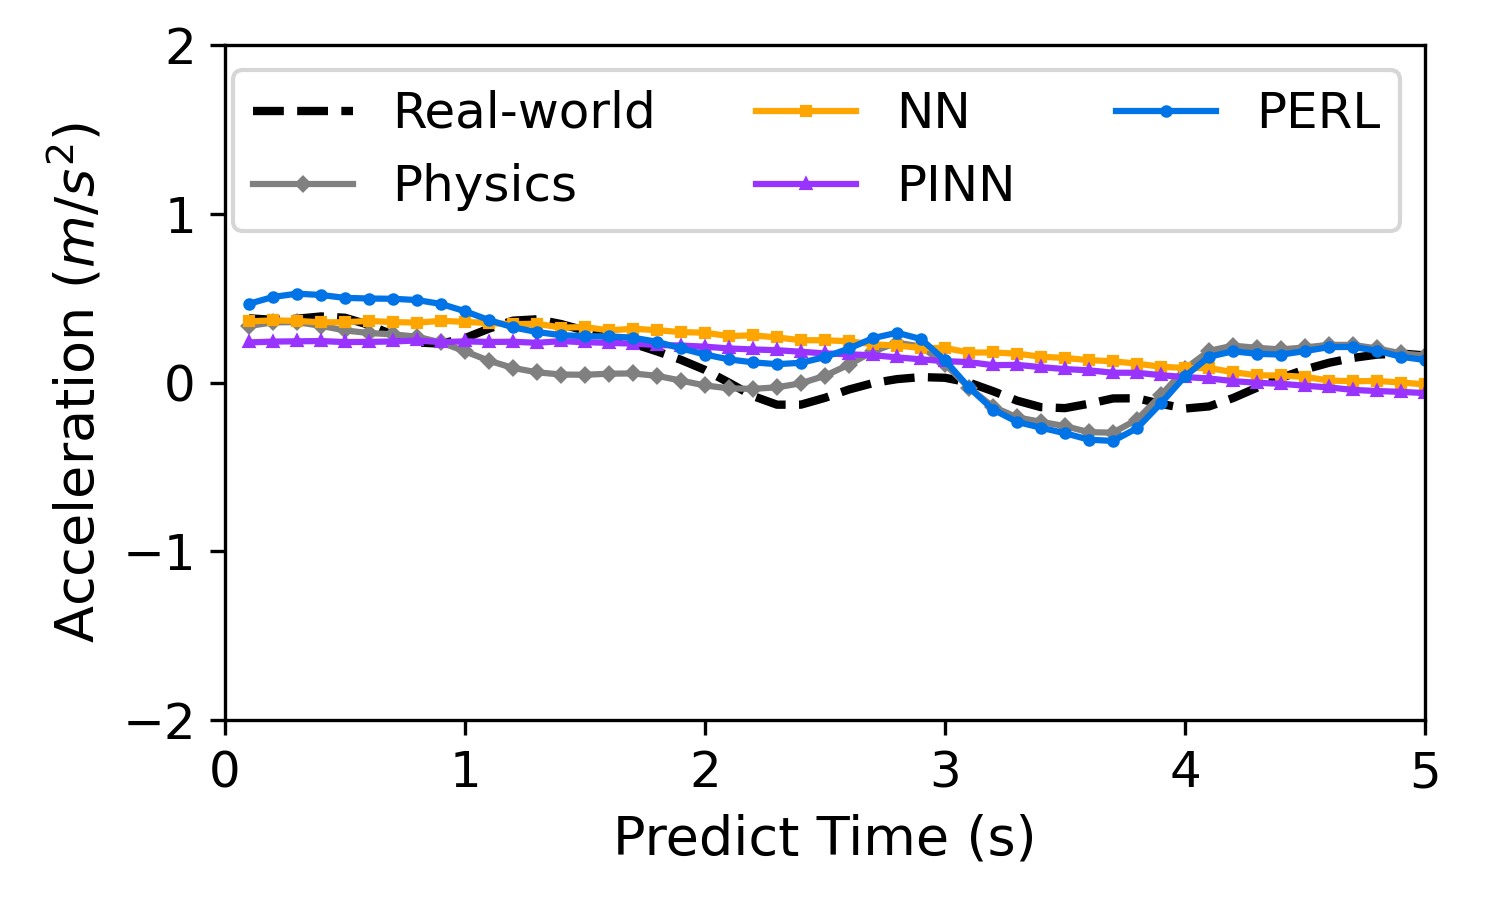 2
1
0
−1
−2
Acceleration (m/s²)
Real-world
Physics
NN
PINN
PERL
0 1 2 3 4 5
Predict Time (s)